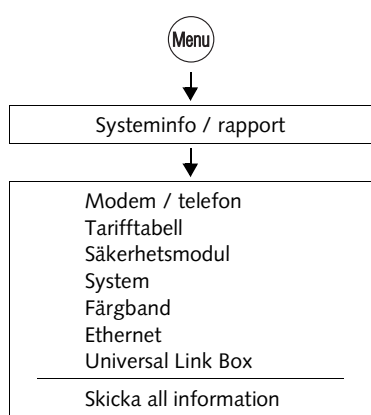 Menu
Systeminfo / rapport
Modem / telefon
Tarifftabell
Säkerhetsmodul
System
Färgband
Ethernet
Universal Link Box
Skicka all information